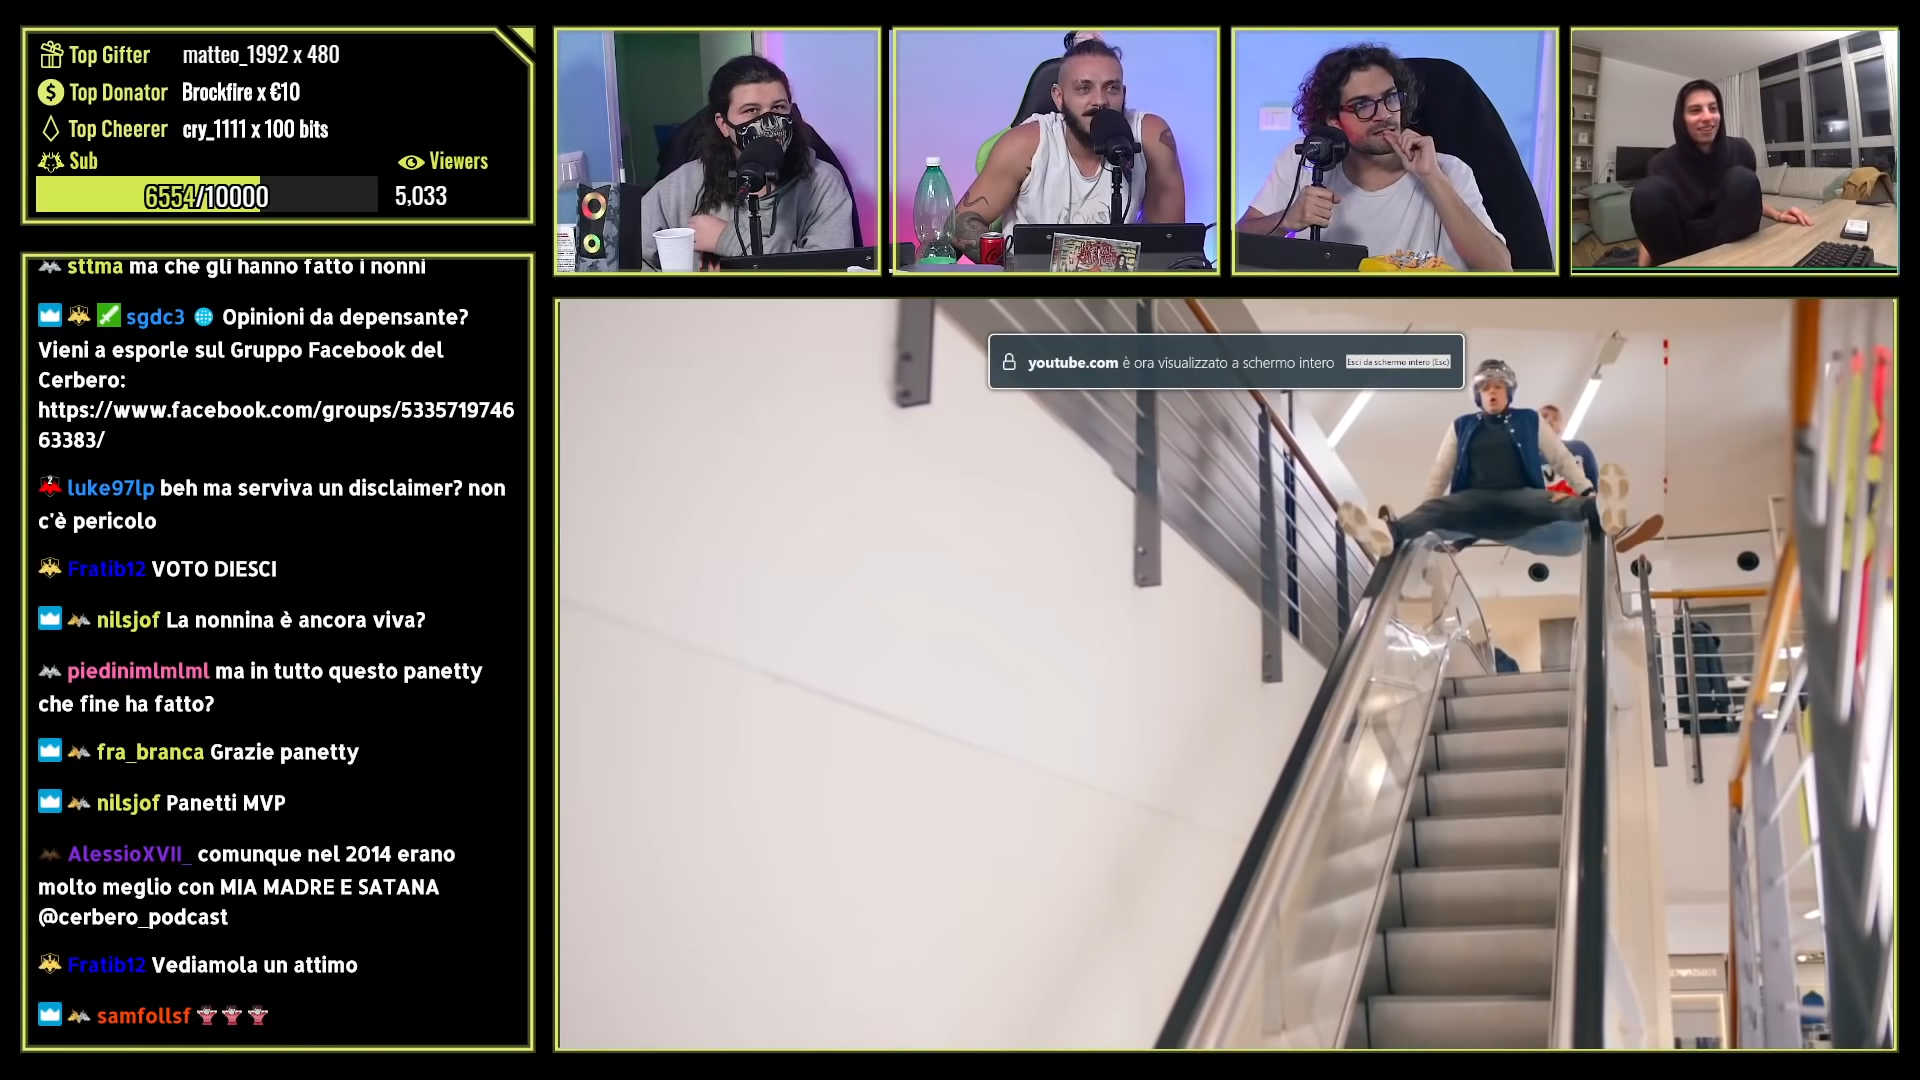 Top Gifter matteo_1992 x 480
Top Donator Brockfire x €10
Top Cheerer cry_1111 x 100 bits
Sub Viewers
6554/10000 5,033
sttma ma che gli hanno fatto i nonni
sgdc3 Opinioni da depensante?
Vieni a esporle sul Gruppo Facebook del
Cerbero:
https://www.facebook.com/groups/5335719746
63383/
luke97lp beh ma serviva un disclaimer? non
c'è pericolo
Fratib12 VOTO DIESCI
nilsjof La nonnina è ancora viva?
piedinimlmlml ma in tutto questo panetty
che fine ha fatto?
fra_branca Grazie panetty
nilsjof Panetti MVP
AlessioXVII_ comunque nel 2014 erano
molto meglio con MIA MADRE E SATANA
@cerbero_podcast
Fratib12 Vediamola un attimo
samfollsf
youtube.com è ora visualizzato a schermo intero Esci da schermo intero (Esc)